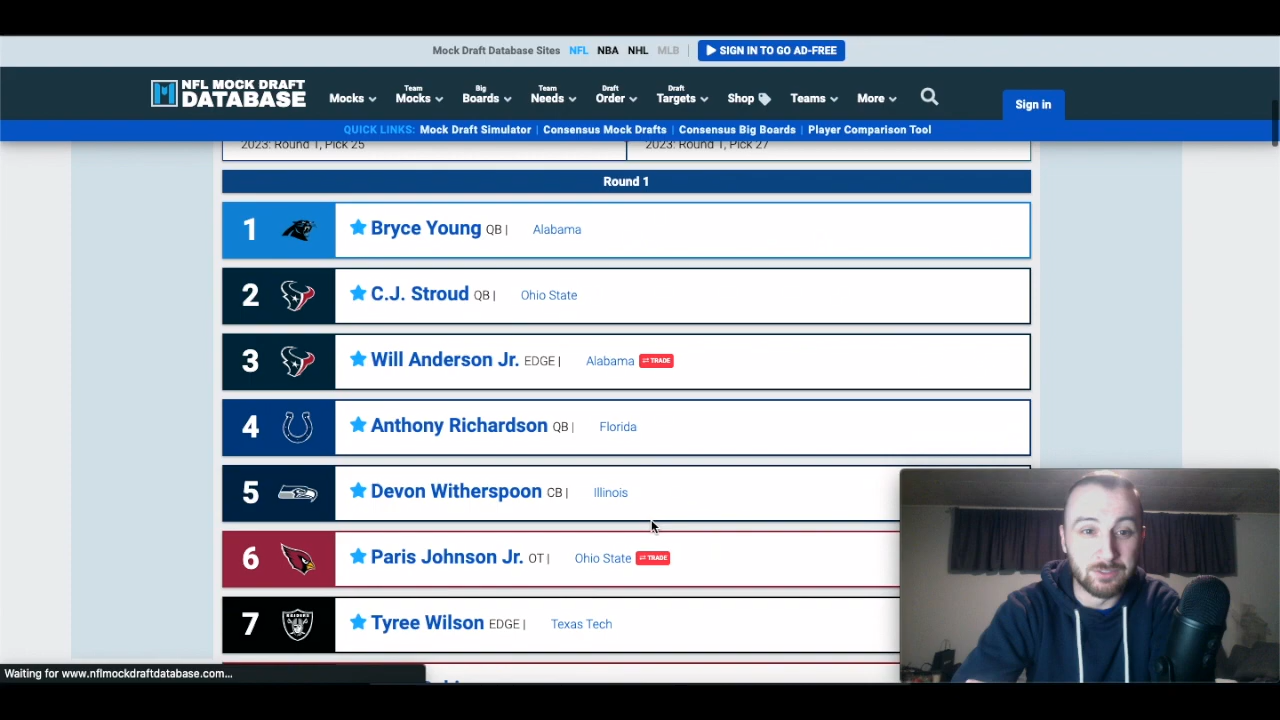 Mock Draft Database Sites NFL NBA NHL MLB | SIGN IN TO GO AD-FREE
NFL MOCK DRAFT
DATABASE
Mocks
Team
Mocks
Big
Boards
Team
Needs
Draft
Order
Draft
Targets
Shop
Teams
More
Sign in
QUICK LINKS: Mock Draft Simulator | Consensus Mock Drafts | Consensus Big Boards | Player Comparison Tool
2023: Round 1, Pick 25
2023: Round 1, Pick 27
Round 1
1 Bryce Young QB | Alabama
2 C.J. Stroud QB | Ohio State
3 Will Anderson Jr. EDGE | Alabama TRADE
4 Anthony Richardson QB | Florida
5 Devon Witherspoon CB | Illinois
6 Paris Johnson Jr. OT | Ohio State TRADE
7 RAIDERS Tyree Wilson EDGE | Texas Tech
Waiting for www.nflmockdraftdatabase.com...